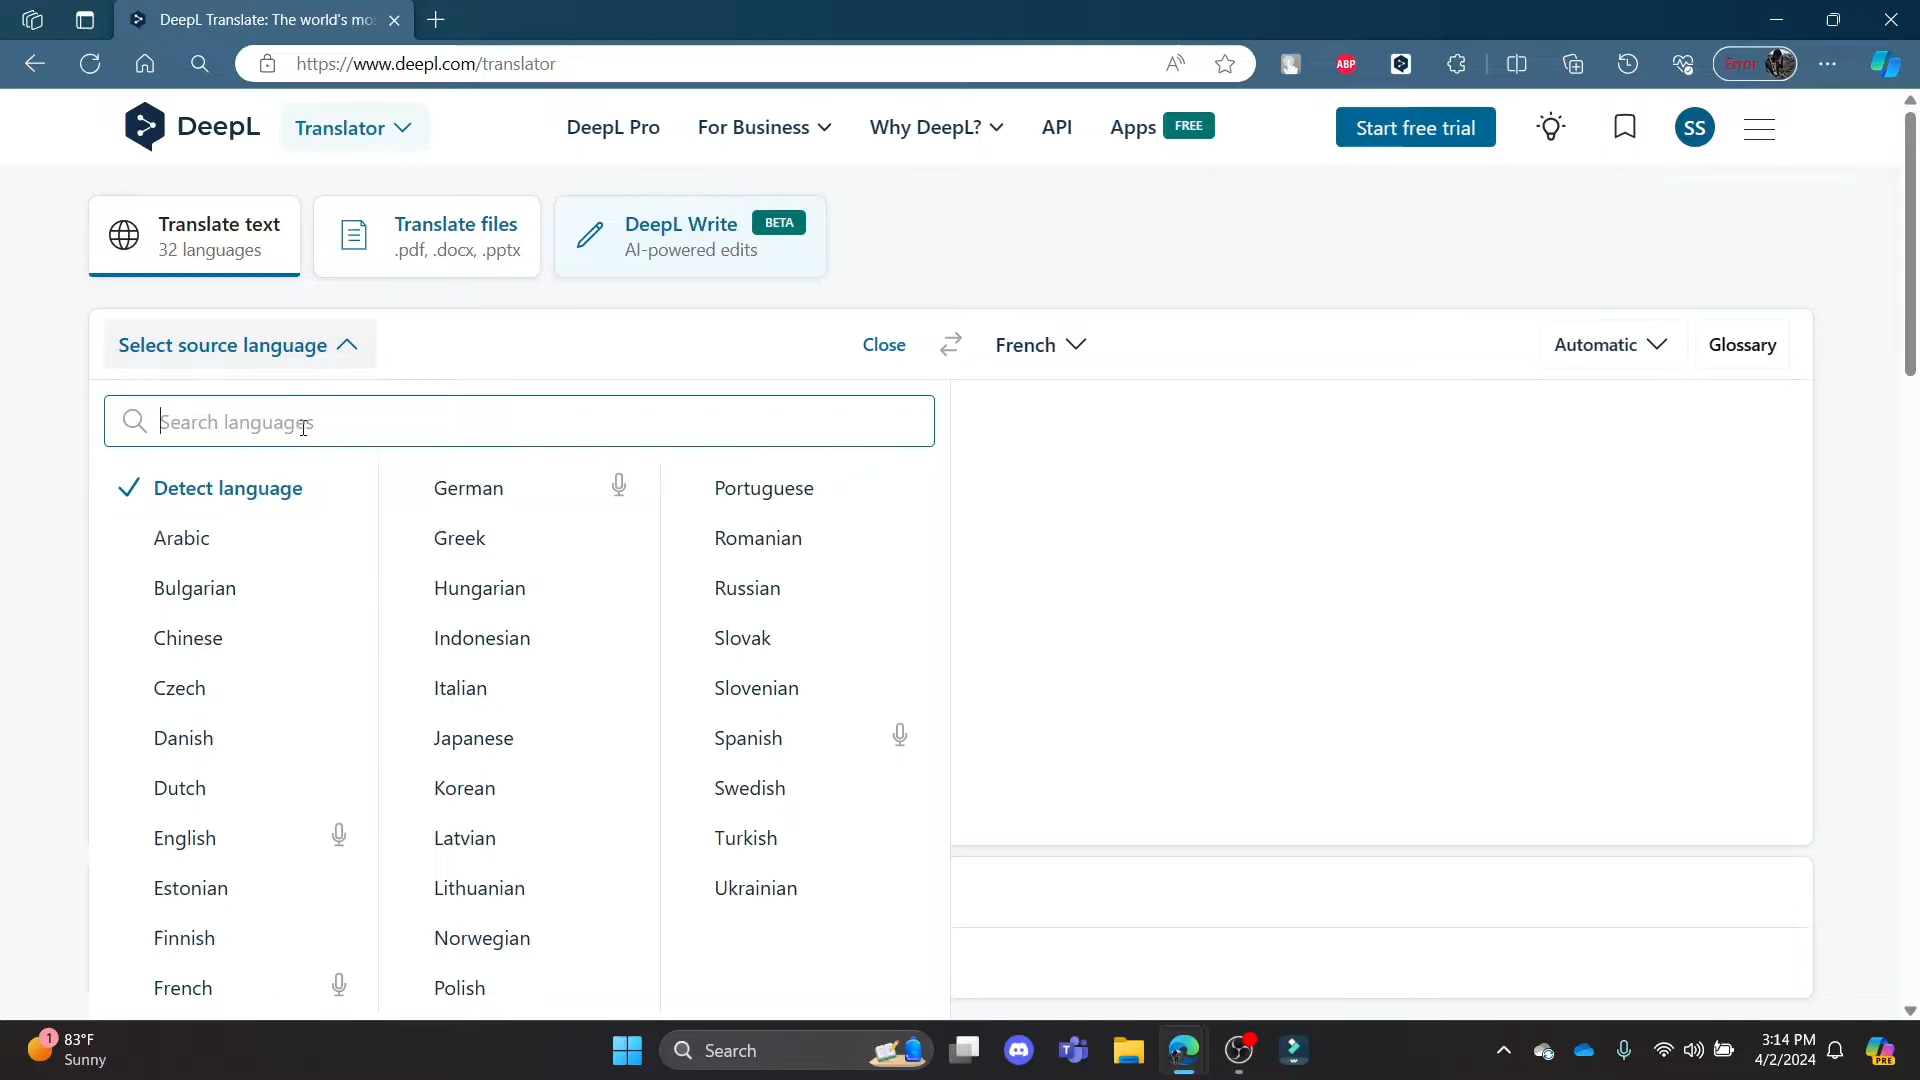 DeepL Translate: The world's mo
https://www.deepl.com/translator
ABP
Error
DeepL
Translator
DeepL Pro
For Business
Why DeepL?
API
Apps FREE
Start free trial
SS
Translate text
32 languages
Translate files
.pdf, .docx, .pptx
DeepL Write BETA
AI-powered edits
Select source language
Close
French
Automatic
Glossary
Search languages
Detect language
Arabic
Bulgarian
Chinese
Czech
Danish
Dutch
English
Estonian
Finnish
French
German
Greek
Hungarian
Indonesian
Italian
Japanese
Korean
Latvian
Lithuanian
Norwegian
Polish
Portuguese
Romanian
Russian
Slovak
Slovenian
Spanish
Swedish
Turkish
Ukrainian
1
83°F
Sunny
Search
3:14 PM
4/2/2024
PRE